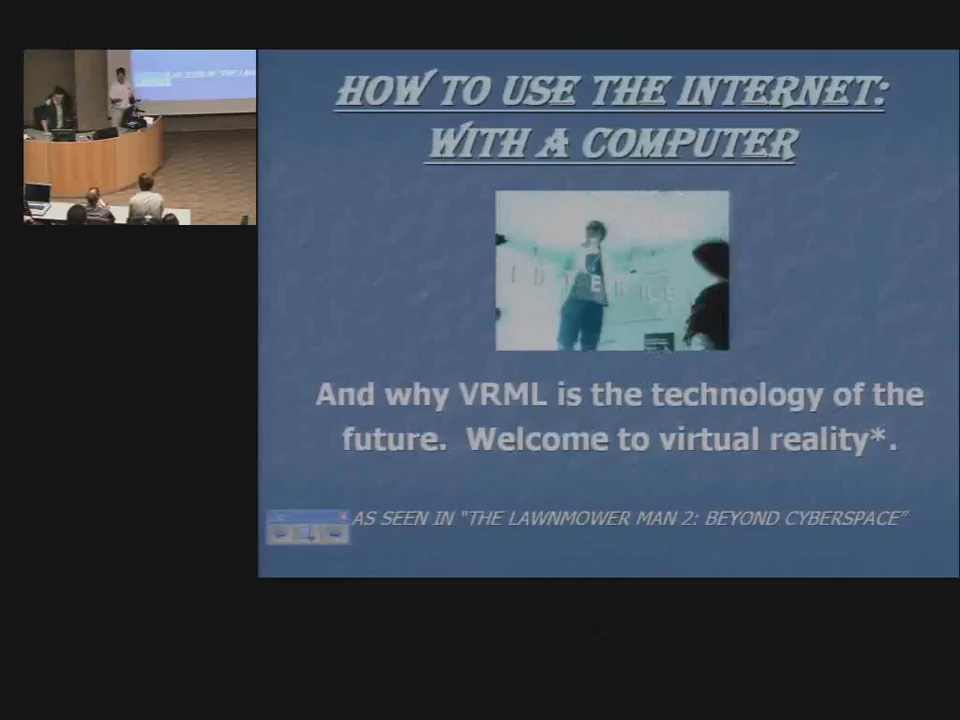 HOW TO USE THE INTERNET:
WITH A COMPUTER
And why VRML is the technology of the
future. Welcome to virtual reality*.
AS SEEN IN "THE LAWNMOWER MAN 2: BEYOND CYBERSPACE"